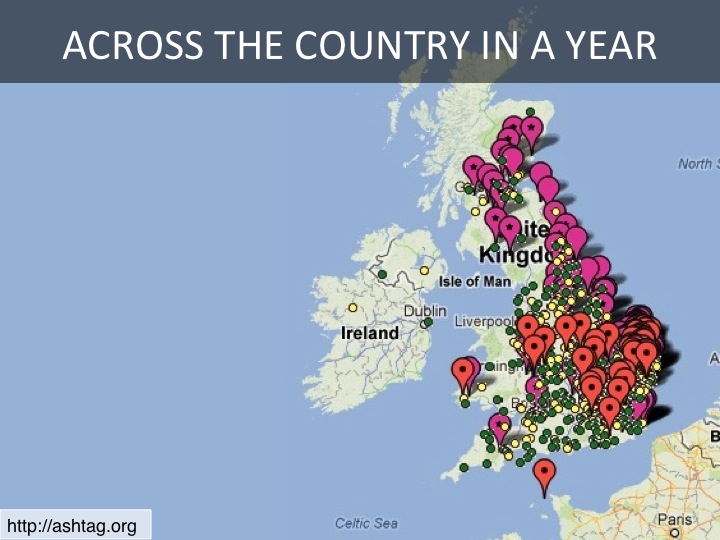 ACROSS THE COUNTRY IN A YEAR
North S
Kingdo
Isle of Man
Dublin
Liverpool
Ireland
Celtic Sea
Paris
http://ashtag.org